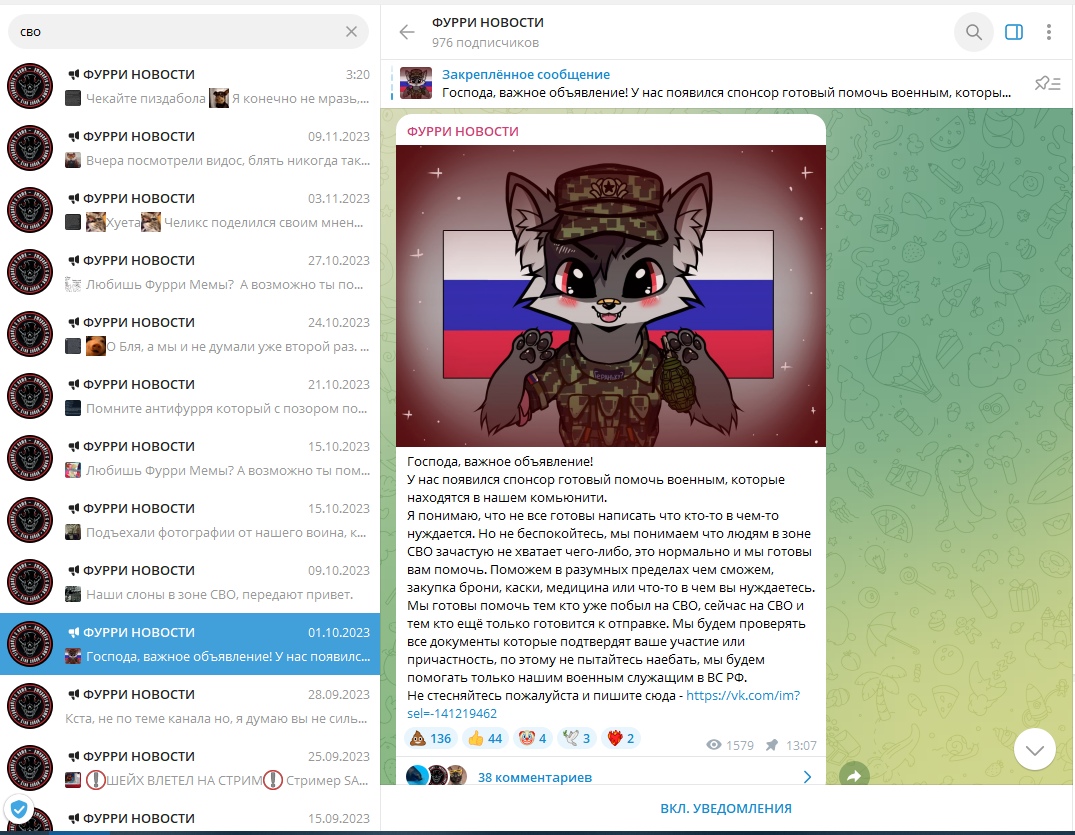 сво
ФУРРИ НОВОСТИ 3:20
Чекайте пиздабола Я конечно не мразь,...
ФУРРИ НОВОСТИ 09.11.2023
Вчера посмотрели видос, блять никогда так...
ФУРРИ НОВОСТИ 03.11.2023
Хуета Челикс поделился своим мнен...
ФУРРИ НОВОСТИ 27.10.2023
Любишь Фурри Мемы? А возможно ты по...
ФУРРИ НОВОСТИ 24.10.2023
О Бля, а мы и не думали уже второй раз. ...
ФУРРИ НОВОСТИ 21.10.2023
Помните антифурря который с позором по...
ФУРРИ НОВОСТИ 15.10.2023
Любишь Фурри Мемы? А возможно ты пом...
ФУРРИ НОВОСТИ 15.10.2023
Подъехали фотографии от нашего воина, к...
ФУРРИ НОВОСТИ 09.10.2023
Наши слоны в зоне СВО, передают привет.
ФУРРИ НОВОСТИ 01.10.2023
Господа, важное объявление! У нас появилс...
ФУРРИ НОВОСТИ 28.09.2023
Кста, не по теме канала но, я думаю вы не силь...
ФУРРИ НОВОСТИ 25.09.2023
ШЕЙХ ВЛЕТЕЛ НА СТРИМ Стример SA...
ФУРРИ НОВОСТИ 15.09.2023
ФУРРИ НОВОСТИ
976 подписчиков
Закреплённое сообщение
Господа, важное объявление! У нас появился спонсор готовый помочь военным, которы...
ФУРРИ НОВОСТИ
Господа, важное объявление!
У нас появился спонсор готовый помочь военным, которые
находятся в нашем комьюнити.
Я понимаю, что не все готовы написать что кто-то в чем-то
нуждается. Но не беспокойтесь, мы понимаем что людям в зоне
СВО зачастую не хватает чего-либо, это нормально и мы готовы
вам помочь. Поможем в разумных пределах чем сможем,
закупка брони, каски, медицина или что-то в чем вы нуждаетесь.
Мы готовы помочь тем кто уже побыл на СВО, сейчас на СВО и
тем кто ещё только готовится к отправке. Мы будем проверять
все документы которые подтвердят ваше участие или
причастность, по этому не пытайтесь наебать, мы будем
помогать только нашим военным служащим в ВС РФ.
Не стесняйтесь пожалуйста и пишите сюда - https://vk.com/im?
sel=-141219462
136 44 4 3 2
1579 13:07
38 комментариев
ВКЛ. УВЕДОМЛЕНИЯ